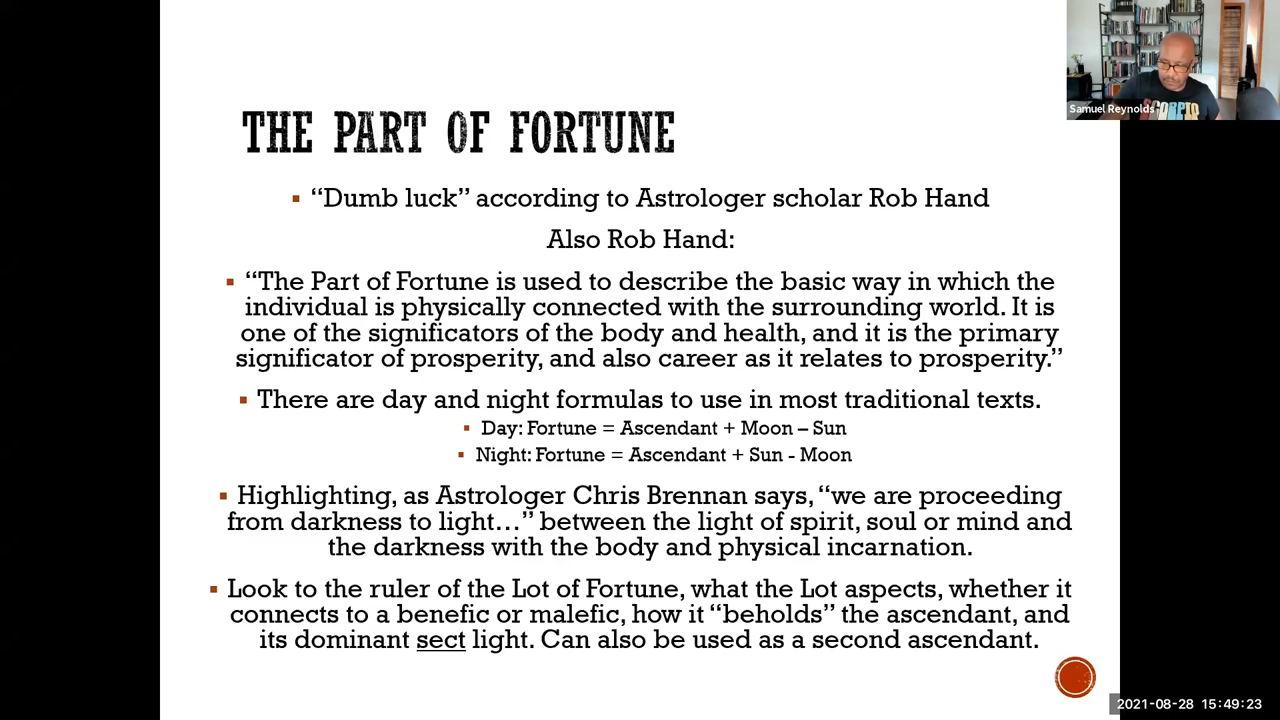 THE PART OF FORTUNE
“Dumb luck” according to Astrologer scholar Rob Hand
Also Rob Hand:
“The Part of Fortune is used to describe the basic way in which the
individual is physically connected with the surrounding world. It is
one of the significators of the body and health, and it is the primary
significator of prosperity, and also career as it relates to prosperity.”
There are day and night formulas to use in most traditional texts.
Day: Fortune = Ascendant + Moon – Sun
Night: Fortune = Ascendant + Sun - Moon
Highlighting, as Astrologer Chris Brennan says, “we are proceeding
from darkness to light…” between the light of spirit, soul or mind and
the darkness with the body and physical incarnation.
Look to the ruler of the Lot of Fortune, what the Lot aspects, whether it
connects to a benefic or malefic, how it “beholds” the ascendant, and
its dominant sect light. Can also be used as a second ascendant.
Samuel Reynolds
SCORPIO
2021-08-28 15:49:23